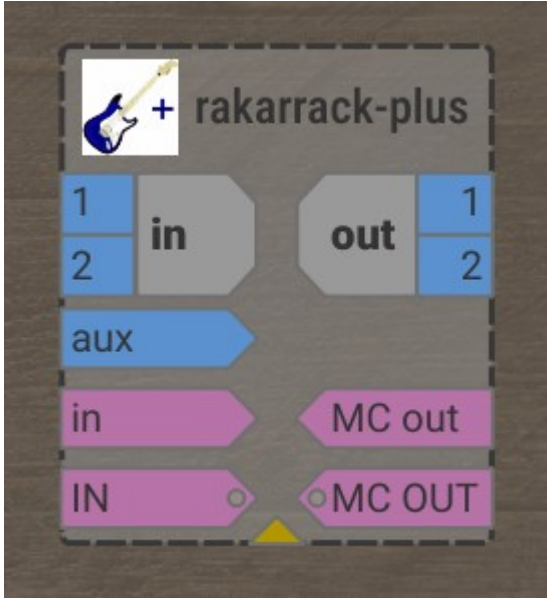 + rakarrack-plus
1
in
2
out
1
2
aux
in
MC out
IN
MC OUT